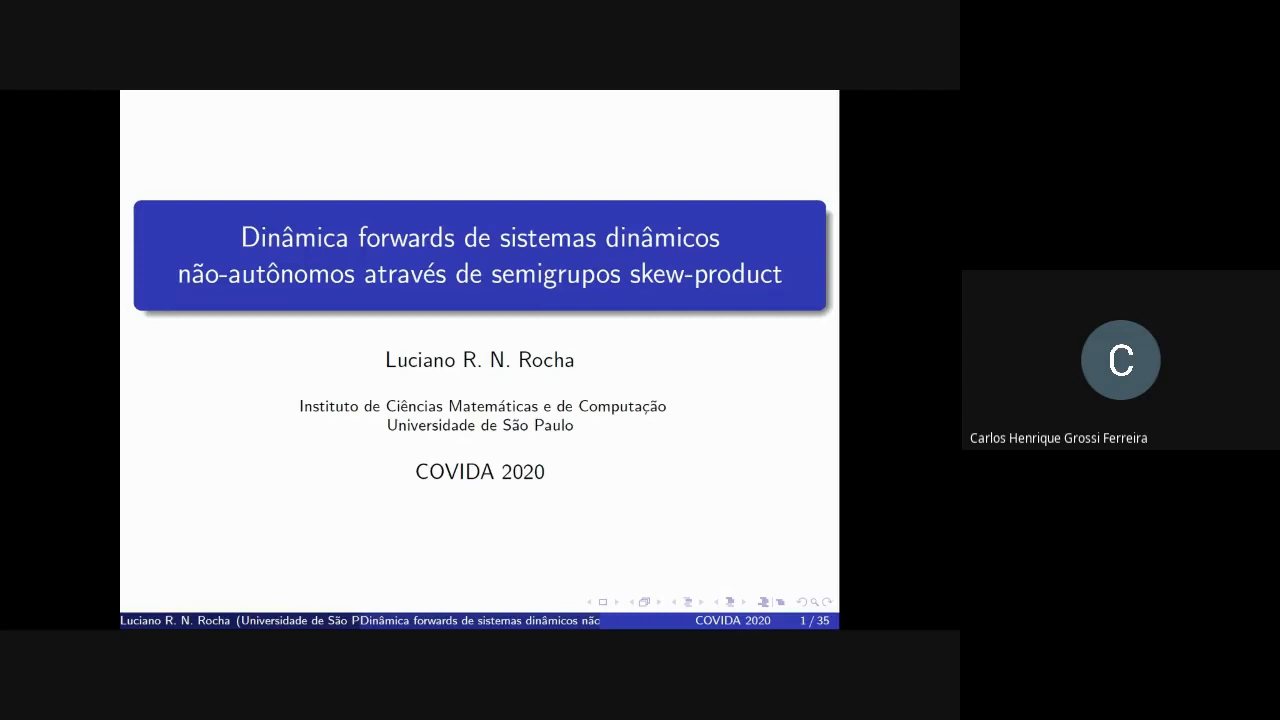 Dinâmica forwards de sistemas dinâmicos
não-autônomos através de semigrupos skew-product
Luciano R. N. Rocha
Instituto de Ciências Matemáticas e de Computação
Universidade de São Paulo
COVIDA 2020
Luciano R. N. Rocha (Universidade de São P
Dinâmica forwards de sistemas dinâmicos nãc
COVIDA 2020
1 / 35
C
Carlos Henrique Grossi Ferreira